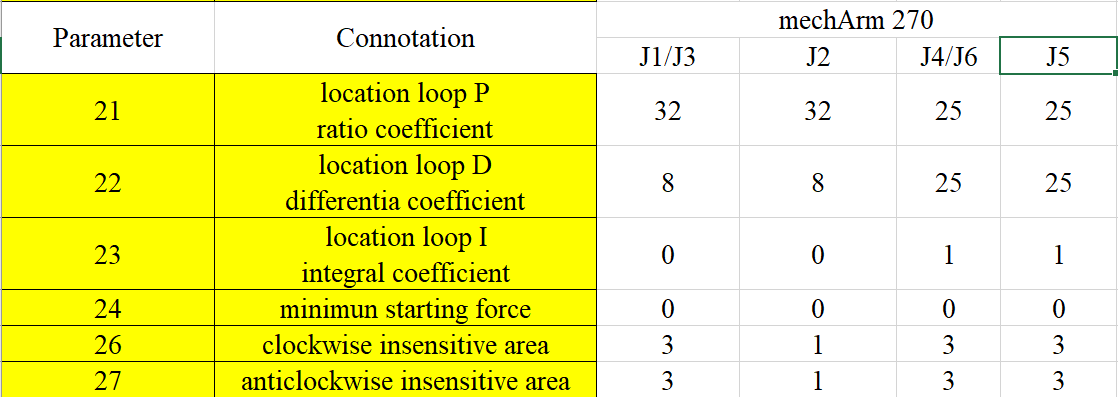 Parameter Connotation mechArm 270
J1/J3 J2 J4/J6 J5
21 location loop P
ratio coefficient 32 32 25 25
22 location loop D
differentia coefficient 8 8 25 25
23 location loop I
integral coefficient 0 0 1 1
24 minimun starting force 0 0 0 0
26 clockwise insensitive area 3 1 3 3
27 anticlockwise insensitive area 3 1 3 3